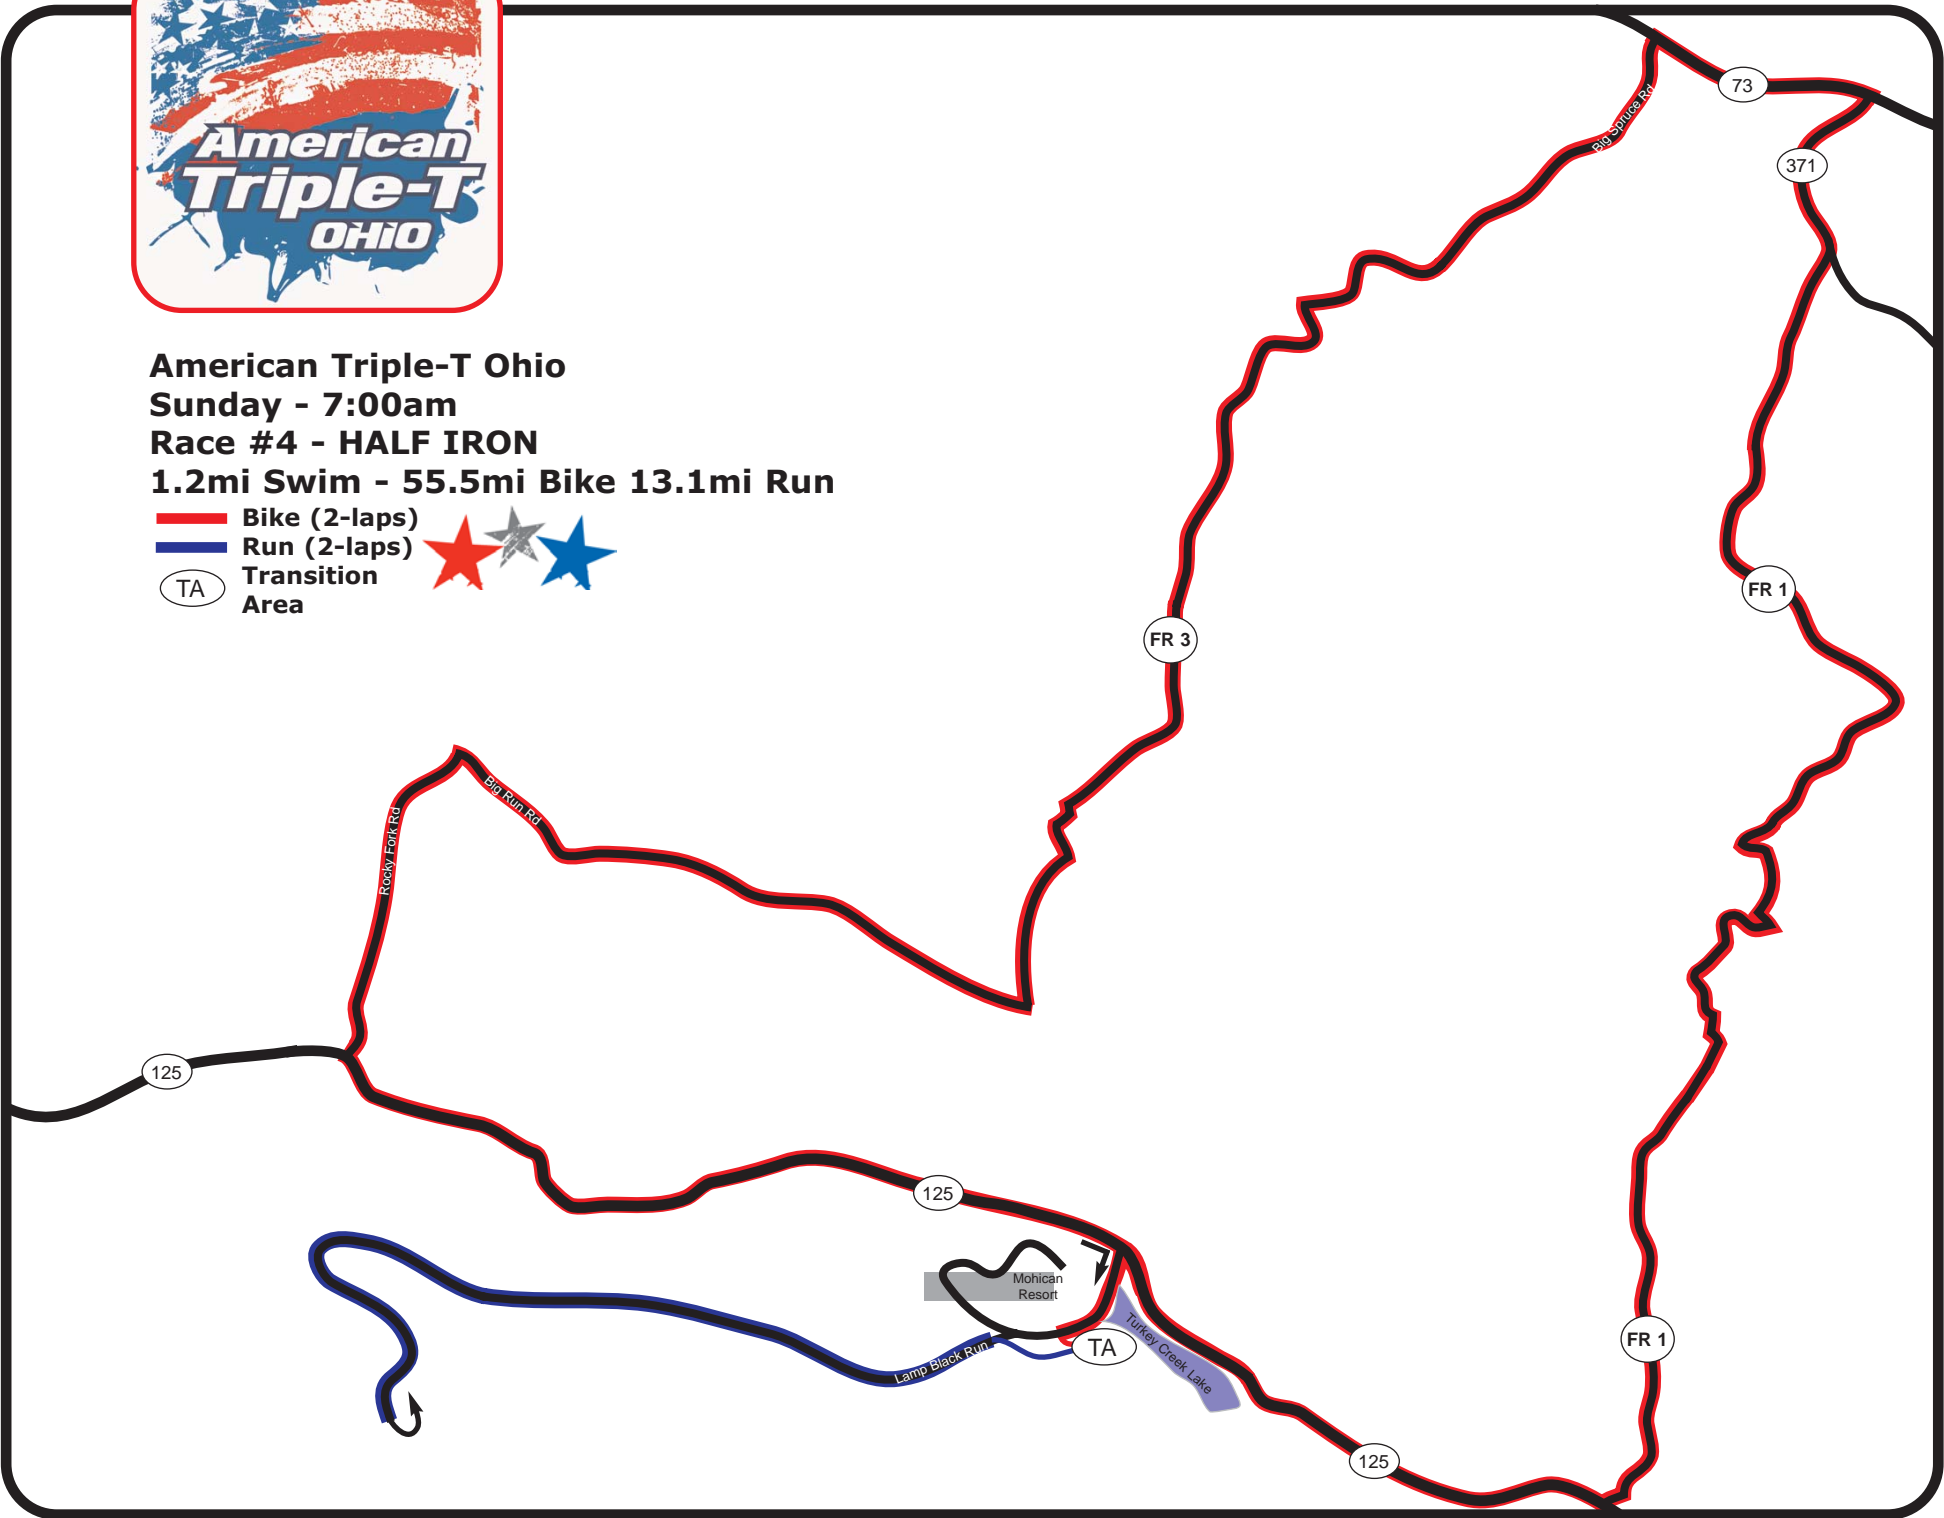 American
Triple-T
OHIO
American Triple-T Ohio
Sunday - 7:00am
Race #4 - HALF IRON
1.2mi Swim - 55.5mi Bike 13.1mi Run
Bike (2-laps)
Run (2-laps)
TA
Transition
Area
73
Big Spruce Rd
371
FR 1
FR 3
Big Run Rd
Rocky Fork Rd
125
125
Mohican
Resort
Turkey Creek Lake
TA
Lamp Black Run
FR 1
125